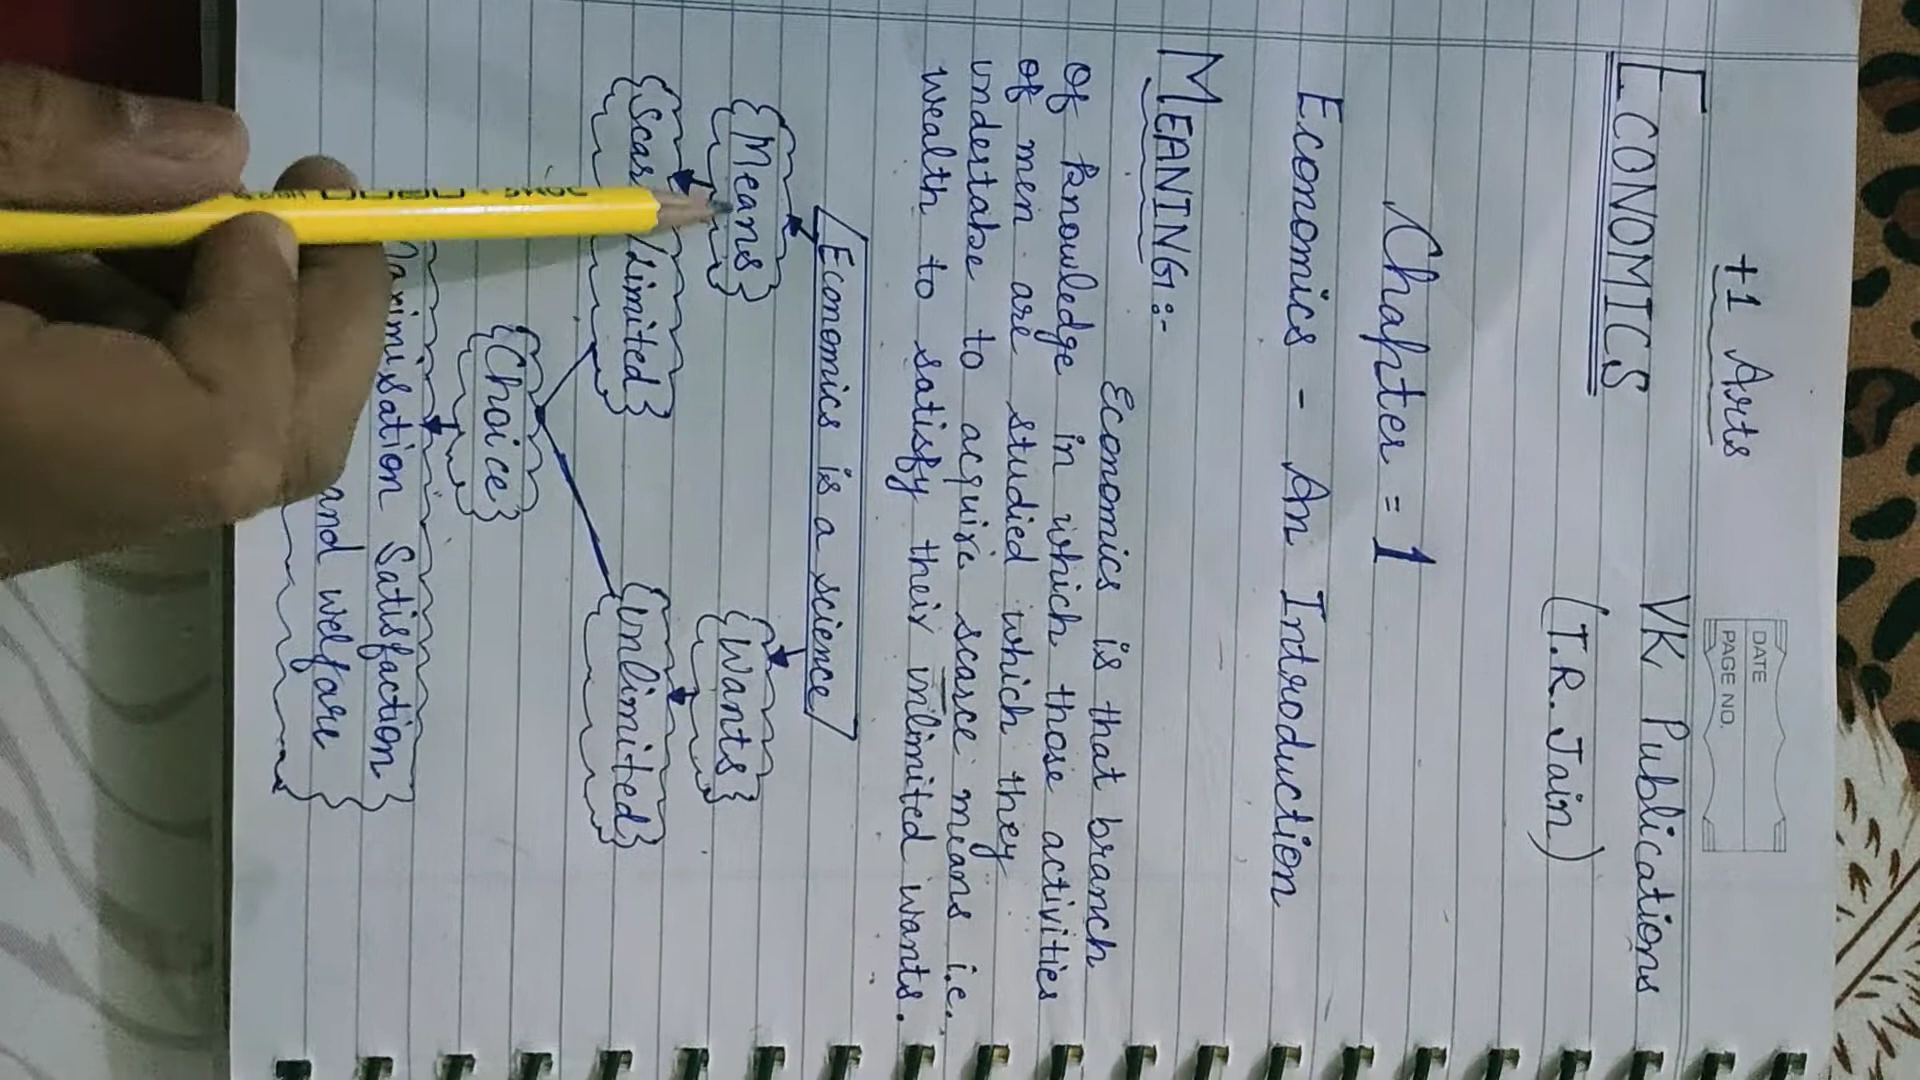 +1 Arts
DATE
PAGE NO.
ECONOMICS VK Publications
(T.R. Jain)
Chapter = 1
Economics - An Introduction
MEANING :-
Economics is that branch
of knowledge in which those activities
of men are studied which they
undertake to acquire scarce means i.e.
wealth to satisfy their unlimited wants.
Economics is a science
{Means} {Wants}
/Limited} {Unlimited}
{Choice}
Maximisation Satisfaction}
and welfare}